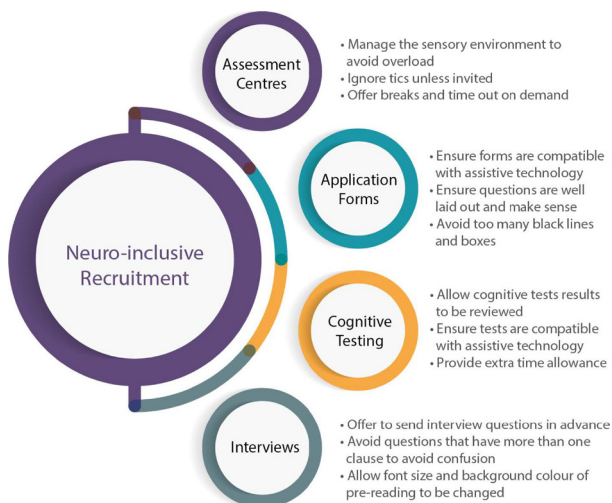 Neuro-inclusive
Recruitment
Assessment
Centres
• Manage the sensory environment to
avoid overload
• Ignore tics unless invited
• Offer breaks and time out on demand
Application
Forms
• Ensure forms are compatible
with assistive technology
• Ensure questions are well
laid out and make sense
• Avoid too many black lines
and boxes
Cognitive
Testing
• Allow cognitive tests results
to be reviewed
• Ensure tests are compatible
with assistive technology
• Provide extra time allowance
Interviews
• Offer to send interview questions in advance
• Avoid questions that have more than one
clause to avoid confusion
• Allow font size and background colour of
pre-reading to be changed